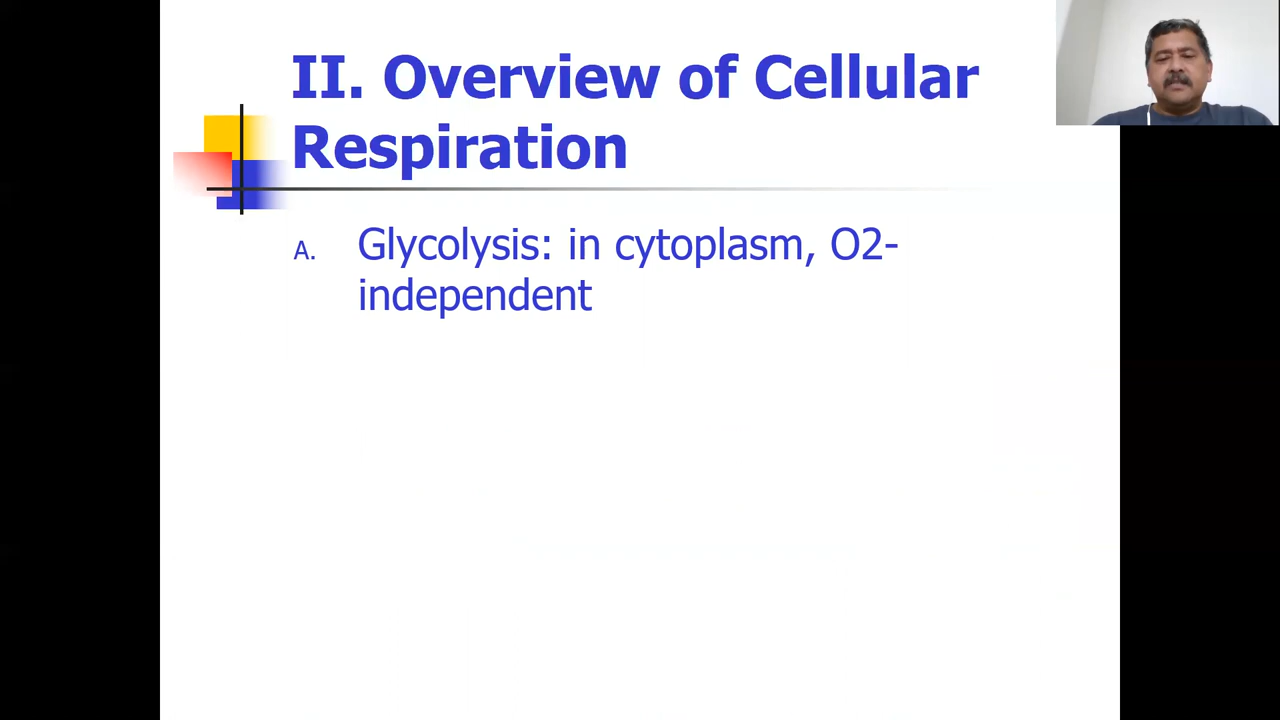 II. Overview of Cellular
Respiration
A. Glycolysis: in cytoplasm, O2-
independent